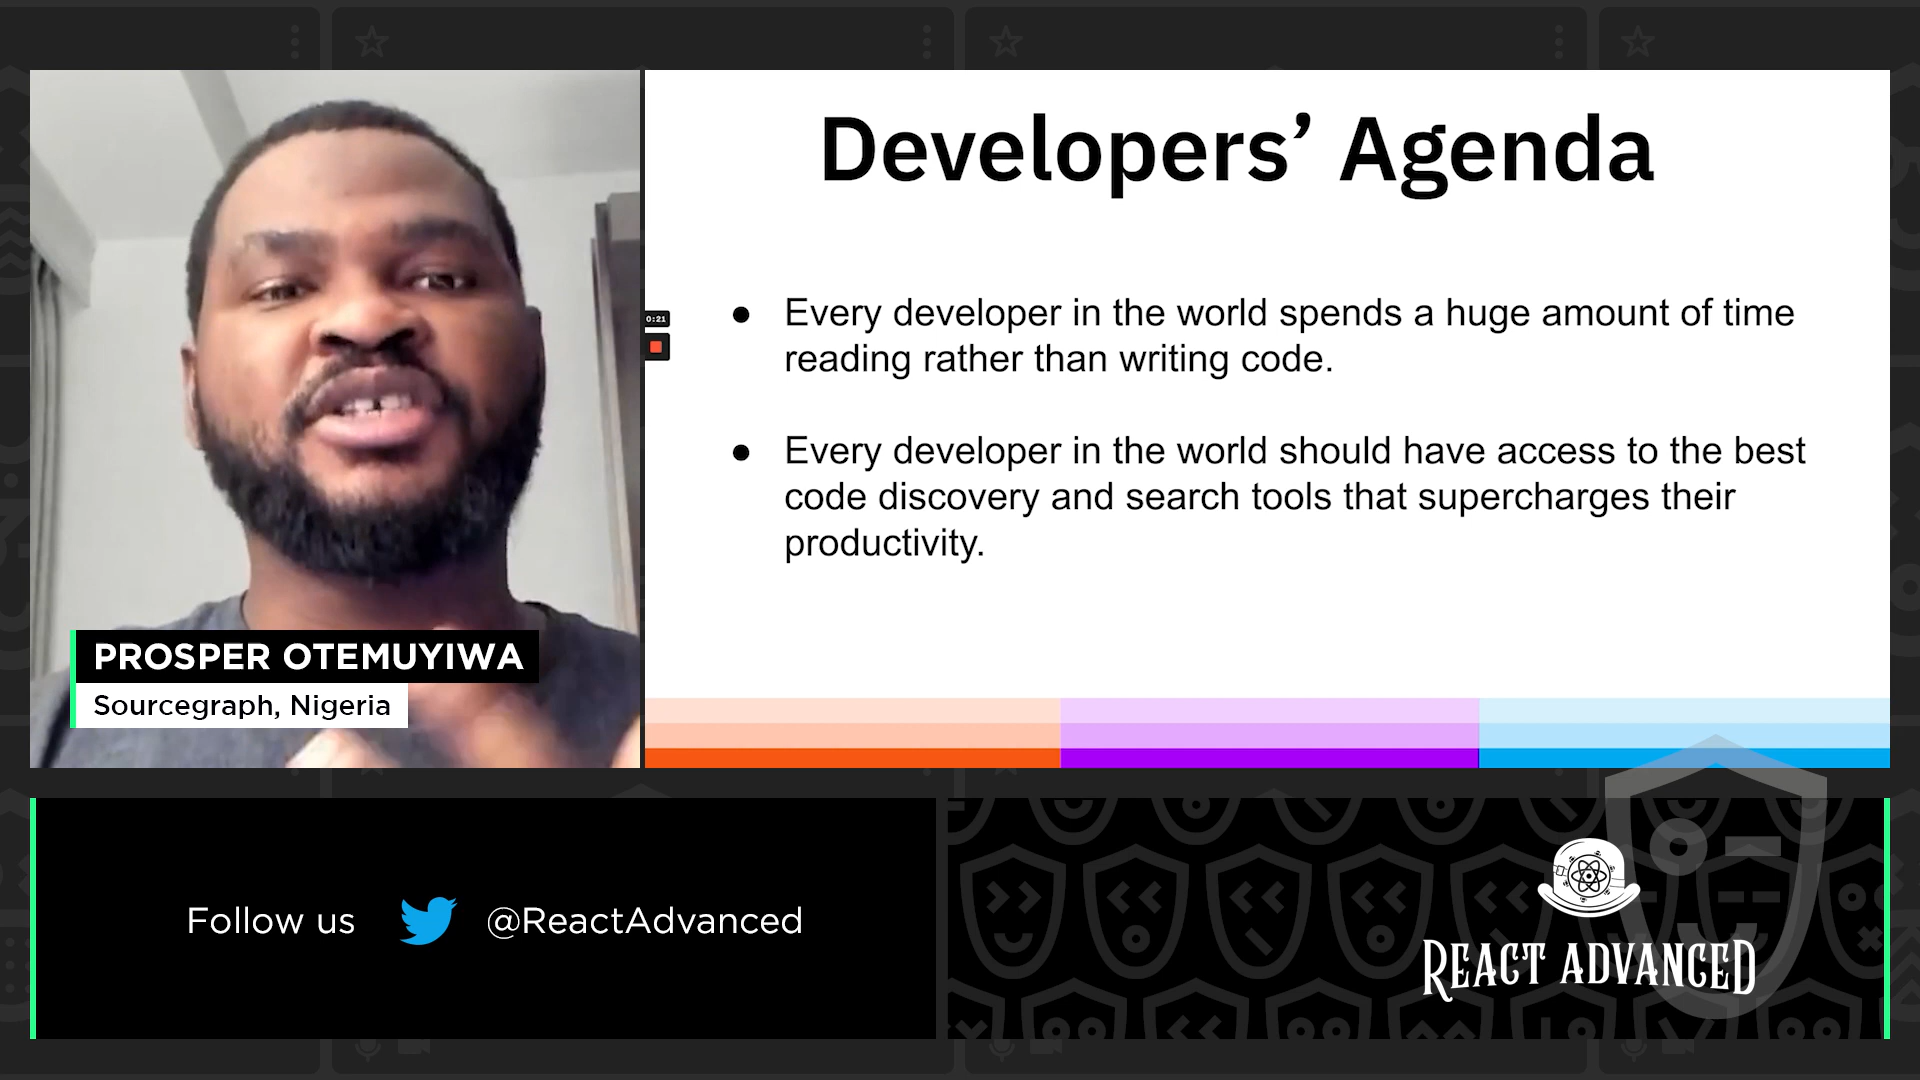 Developers’ Agenda
0:21
● Every developer in the world spends a huge amount of time
reading rather than writing code.
● Every developer in the world should have access to the best
code discovery and search tools that supercharges their
productivity.
PROSPER OTEMUYIWA
Sourcegraph, Nigeria
Follow us @ReactAdvanced
REACT ADVANCED